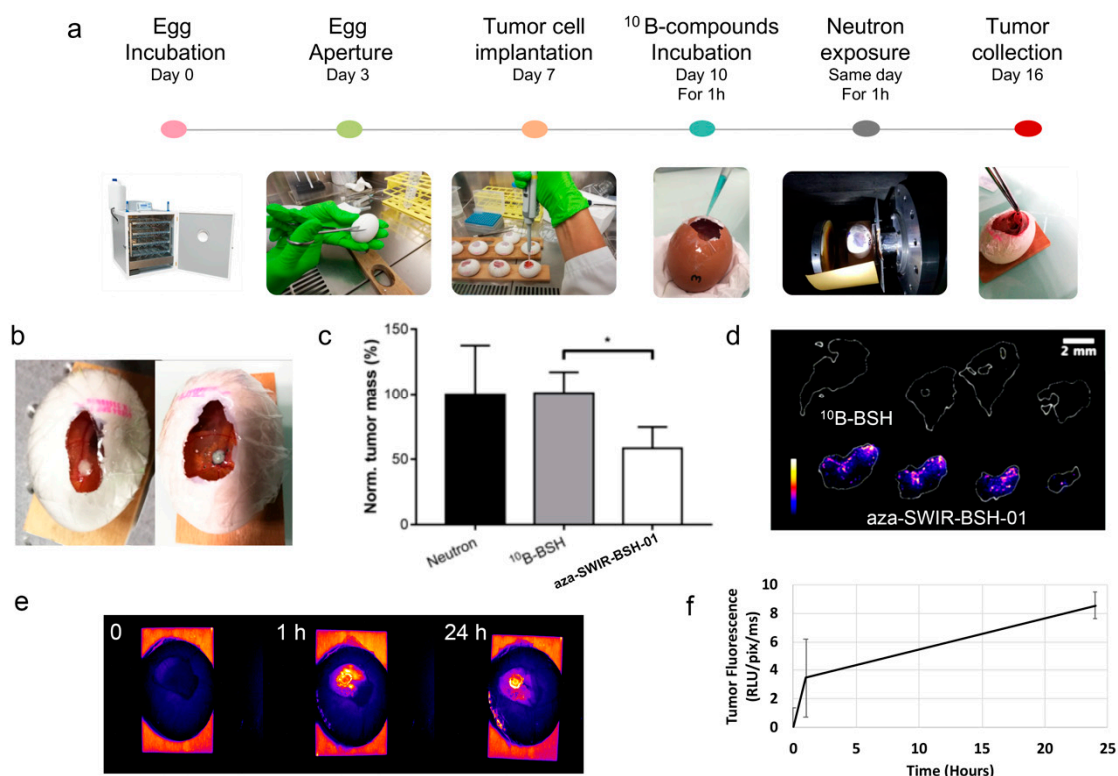 a
Egg
Incubation
Day 0
Egg
Aperture
Day 3
Tumor cell
implantation
Day 7
¹⁰ B-compounds
Incubation
Day 10
For 1h
Neutron
exposure
Same day
For 1h
Tumor
collection
Day 16
3
b
c
Norm. tumor mass (%)
150
100
50
0
*
Neutron
¹⁰B-BSH
aza-SWIR-BSH-01
d
2 mm
¹⁰B-BSH
aza-SWIR-BSH-01
e
0
1 h
24 h
f
Tumor Fluorescence
(RLU/pix/ms)
10
8
6
4
2
0
0 5 10 15 20 25
Time (Hours)